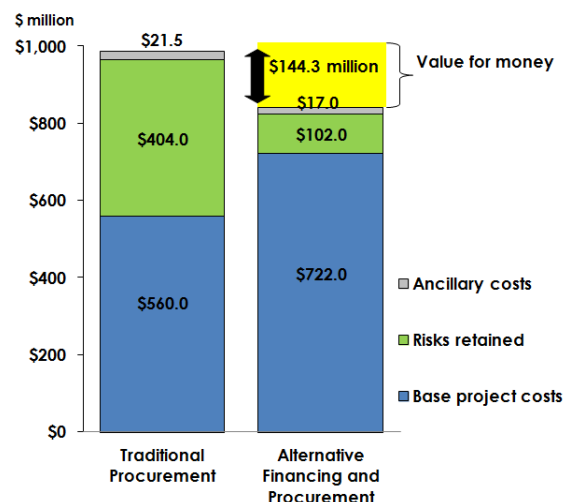 $ million
$1,000
$800
$600
$400
$200
$0
$21.5
$404.0
$560.0
$144.3 million
$17.0
$102.0
$722.0
Value for money
Ancillary costs
Risks retained
Base project costs
Traditional
Procurement
Alternative
Financing and
Procurement